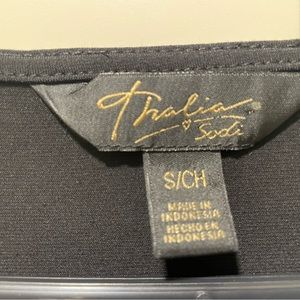 Thalia
Sodi
S/CH
MADE IN
INDONESIA
HECHO EN
INDONESIA